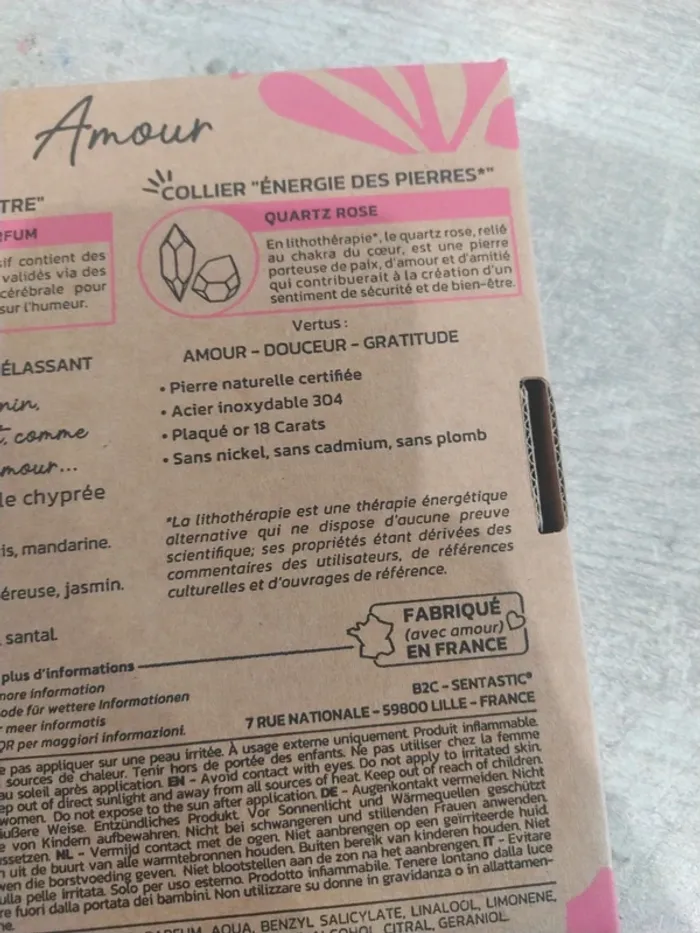 Amour
TRE"
RFUM
sif contient des
validés via des
cérébrale pour
sur l'humeur.
COLLIER "ÉNERGIE DES PIERRES*"
QUARTZ ROSE
En lithothérapie*, le quartz rose, relié
au chakra du cœur, est une pierre
porteuse de paix, d'amour et d'amitié
qui contribuerait à la création d'un
sentiment de sécurité et de bien-être.
Vertus :
AMOUR – DOUCEUR – GRATITUDE
• Pierre naturelle certifiée
• Acier inoxydable 304
• Plaqué or 18 Carats
• Sans nickel, sans cadmium, sans plomb
ÉLASSANT
min,
comme
mour...
le chyprée
is, mandarine.
éreuse, jasmin.
santal.
*La lithothérapie est une thérapie énergétique
alternative qui ne dispose d'aucune preuve
scientifique; ses propriétés étant dérivées des
commentaires des utilisateurs, de références
culturelles et d'ouvrages de référence.
FABRIQUÉ
(avec amour)
EN FRANCE
plus d'informations
more information
ode für wettere Informationen
meer informatis
QR per maggiori informazioni.
B2C – SENTASTIC®
7 RUE NATIONALE – 59800 LILLE – FRANCE
e pas appliquer sur une peau irritée. À usage externe uniquement. Produit inflammable.
sources de chaleur. Tenir hors de portée des enfants. Ne pas utiliser chez la femme
au soleil après application. EN – Avoid contact with eyes. Do not apply to irritated skin.
ep out of direct sunlight and away from all sources of heat. Keep out of reach of children.
women. Do not expose to the sun after application. DE – Augenkontakt vermeiden. Nicht
äußere Weise. Entzündliches Produkt. Vor Sonnenlicht und Wärmequellen geschützt
e von Kindern aufbewahren. Nicht bei schwangeren und stillenden Frauen anwenden.
ssetzen. NL – Vermijd contact met de ogen. Niet aanbrengen op een geïrriteerde huid.
n uit de buurt van alle warmtebronnen houden. Buiten bereik van kinderen houden. Niet
wen die borstvoeding geven. Niet blootstellen aan de zon na het aanbrengen. IT – Evitare
ulla pelle irritata. Solo per uso esterno. Prodotto infiammabile. Tenere lontano dalla luce
re fuori dalla portata dei bambini. Non utilizzare su donne in gravidanza o in allattamen-
ne.
PARFUM, AQUA, BENZYL SALICYLATE, LINALOOL, LIMONENE,
ALCOHOL, CITRAL, GERANIOL.